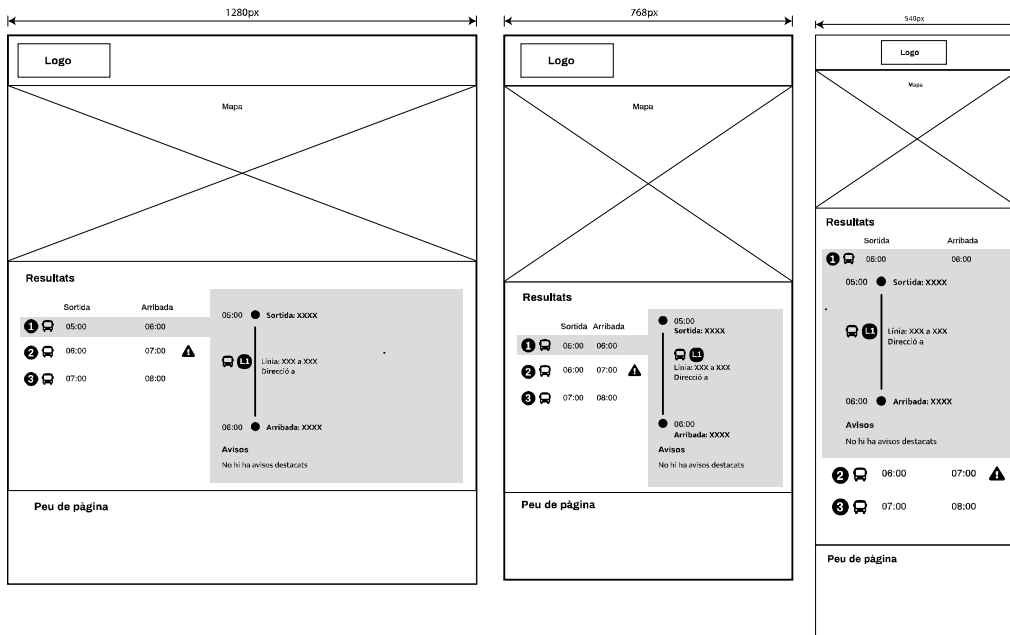 1280px
Logo
Mapa
Resultats
Sortida Arribada
1 05:00 06:00
2 06:00 07:00
3 07:00 08:00
05:00 Sortida: XXXX
L1
Línia: XXX a XXX
Direcció a
06:00 Arribada: XXXX
Avisos
No hi ha avisos destacats
Peu de pàgina
768px
Logo
Mapa
Resultats
Sortida Arribada
1 05:00 06:00
2 06:00 07:00
3 07:00 08:00
05:00
Sortida: XXXX
L1
Línia: XXX a XXX
Direcció a
06:00
Arribada: XXXX
Avisos
No hi ha avisos destacats
Peu de pàgina
540px
Logo
Mapa
Resultats
Sortida Arribada
1 05:00 06:00
05:00 Sortida: XXXX
L1
Línia: XXX a XXX
Direcció a
06:00 Arribada: XXXX
Avisos
No hi ha avisos destacats
2 06:00 07:00
3 07:00 08:00
Peu de pàgina